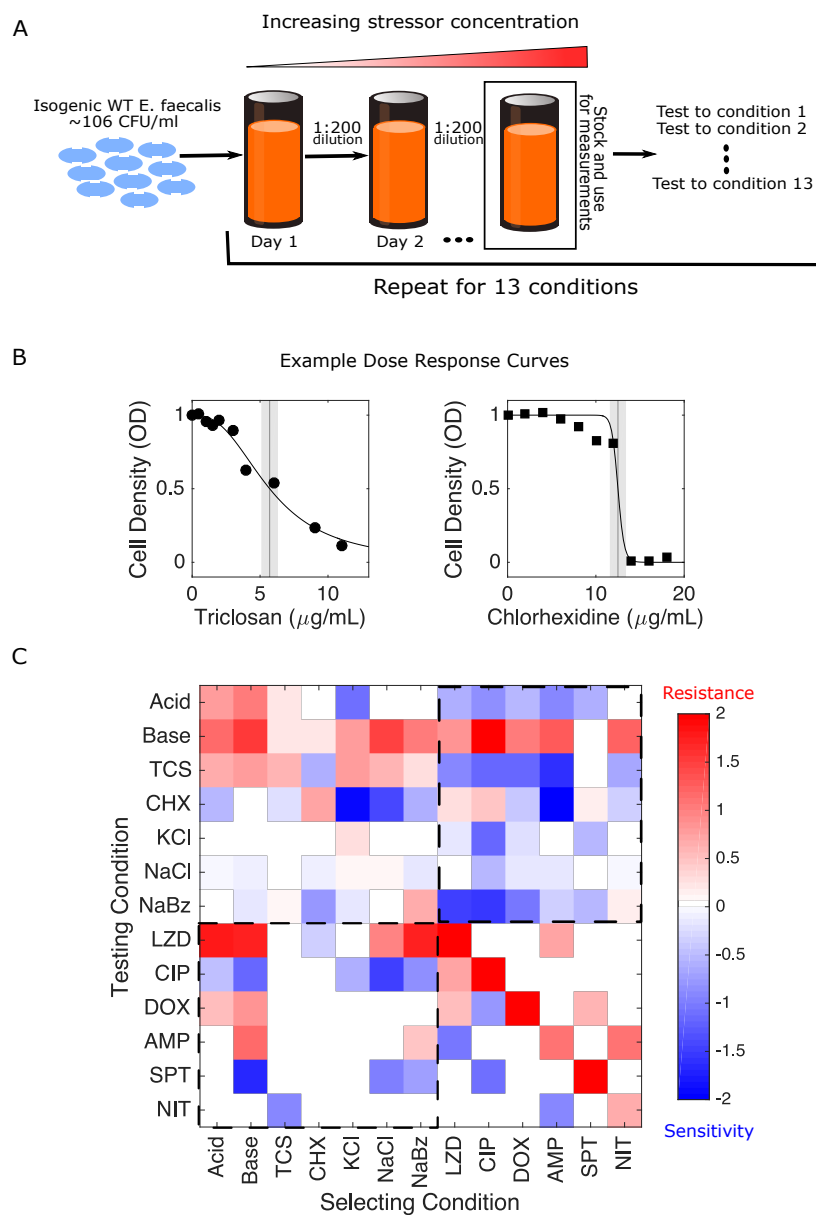 A
Increasing stressor concentration
Isogenic WT E. faecalis
~106 CFU/ml
1:200
dilution
1:200
dilution
Stock and use
for measurements
Test to condition 1
Test to condition 2
Test to condition 13
Day 1
Day 2
Repeat for 13 conditions
B
Example Dose Response Curves
Cell Density (OD)
1
0.5
0
0
5
10
Triclosan (μg/mL)
Cell Density (OD)
1
0.5
0
0
10
20
Chlorhexidine (μg/mL)
C
Testing Condition
Acid
Base
TCS
CHX
KCl
NaCl
NaBz
LZD
CIP
DOX
AMP
SPT
NIT
Acid
Base
TCS
CHX
KCl
NaCl
NaBz
LZD
CIP
DOX
AMP
SPT
NIT
Selecting Condition
Resistance
2
1.5
1
0.5
0
-0.5
-1
-1.5
-2
Sensitivity